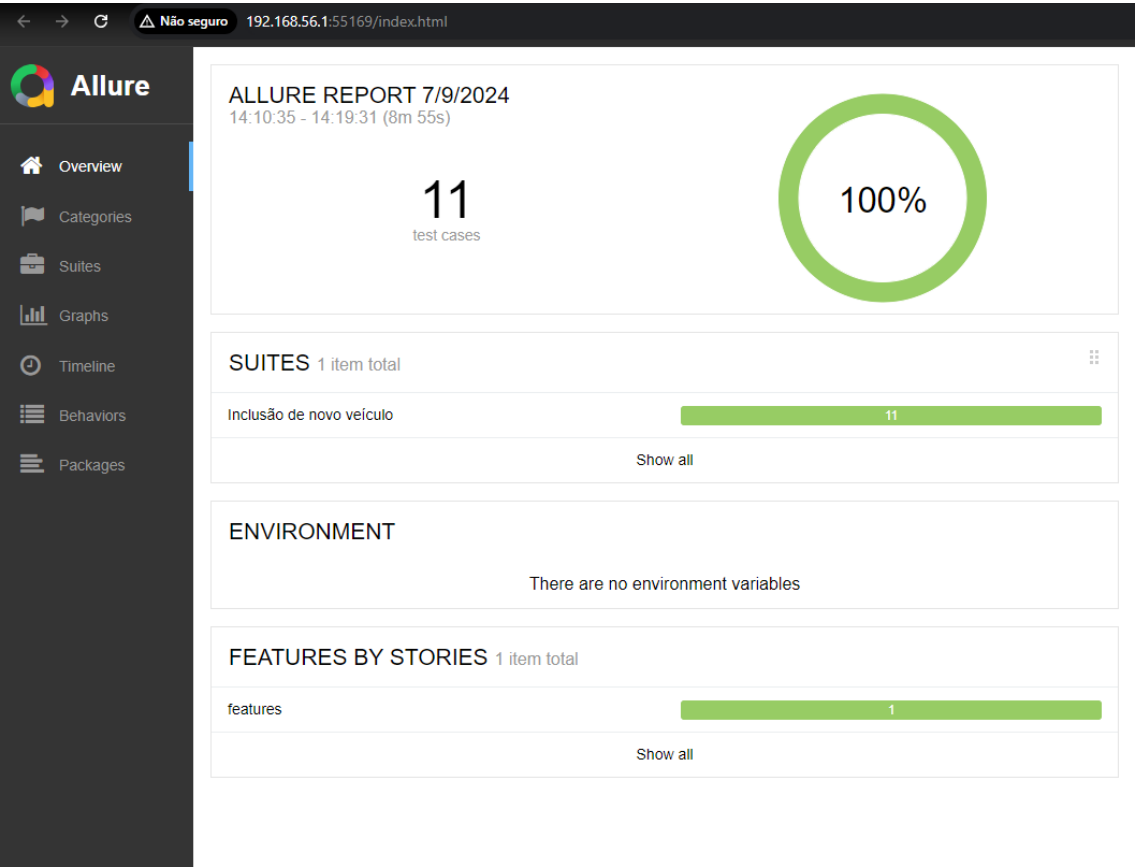 Não seguro 192.168.56.1:55169/index.html
Allure
Overview
Categories
Suites
Graphs
Timeline
Behaviors
Packages
ALLURE REPORT 7/9/2024
14:10:35 - 14:19:31 (8m 55s)
11
test cases
100%
SUITES 1 item total
Inclusão de novo veículo 11
Show all
ENVIRONMENT
There are no environment variables
FEATURES BY STORIES 1 item total
features 1
Show all